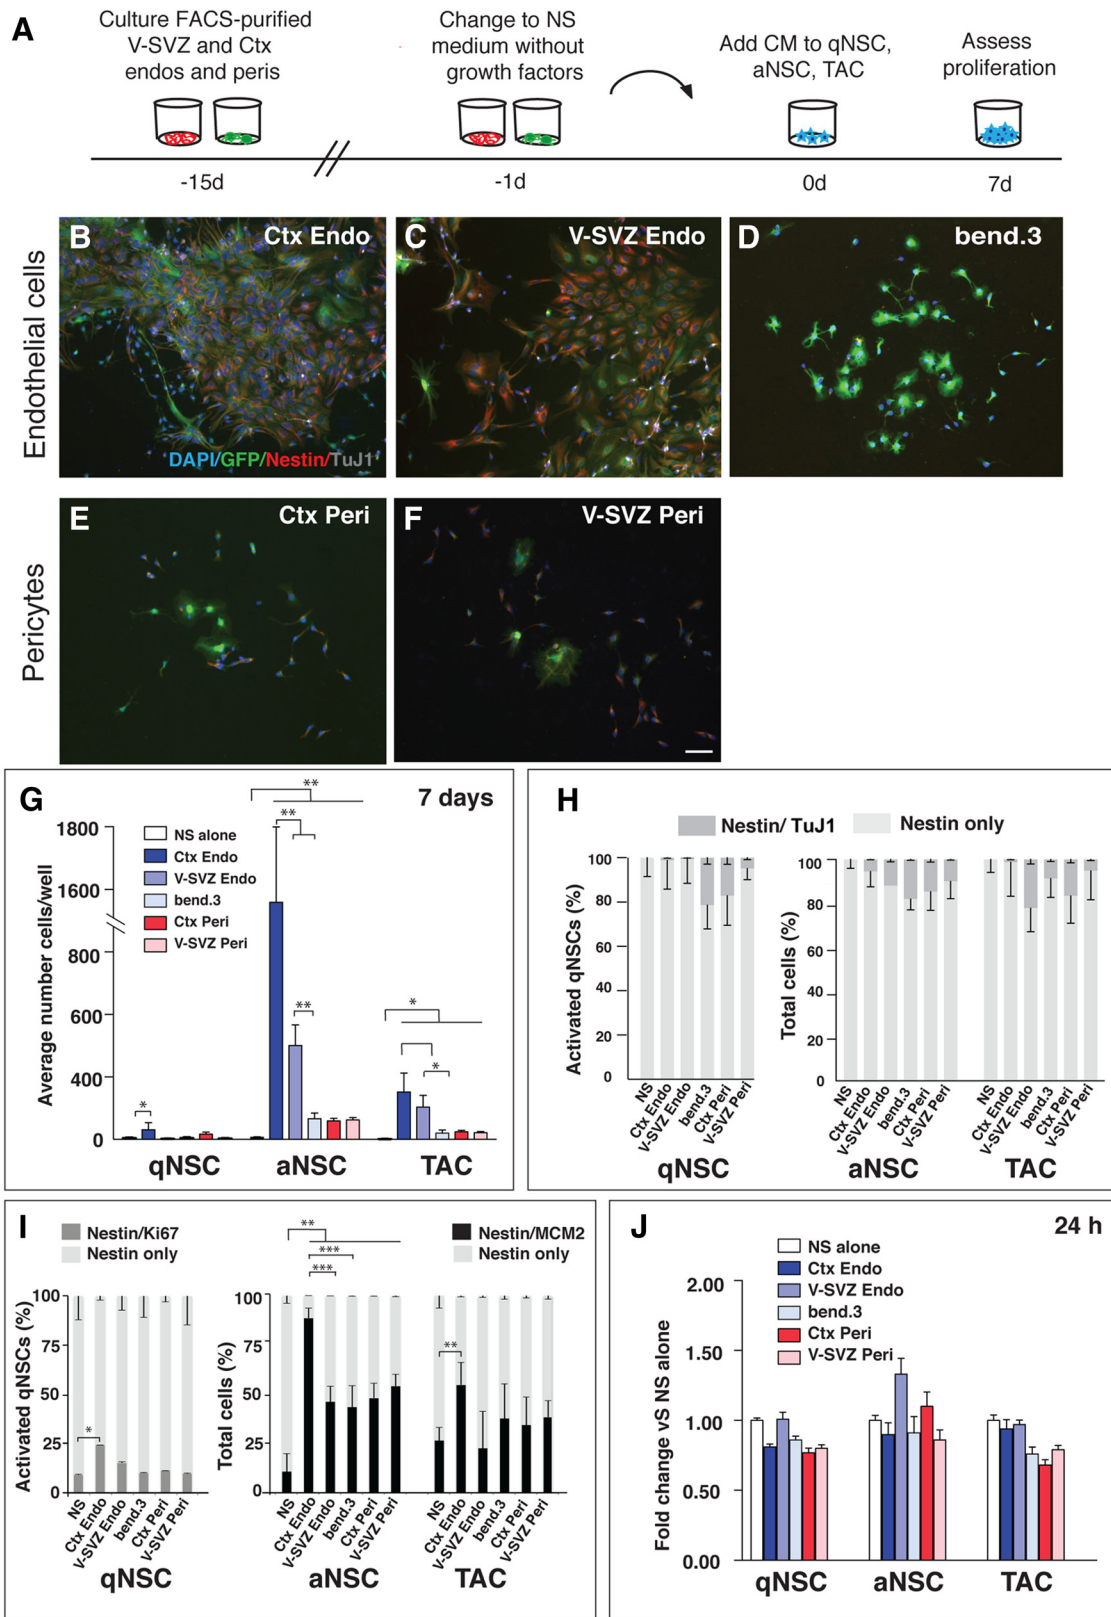 A
Culture FACS-purified
V-SVZ and Ctx
endos and peris
Change to NS
medium without
growth factors
Add CM to qNSC,
aNSC, TAC
Assess
proliferation
-15d
-1d
0d
7d
Endothelial cells
B
Ctx Endo
DAPI/GFP/Nestin/TuJ1
C
V-SVZ Endo
D
bend.3
Pericytes
E
Ctx Peri
F
V-SVZ Peri
G
7 days
Average number cells/well
1800
1600
800
600
400
0
NS alone
Ctx Endo
V-SVZ Endo
bend.3
Ctx Peri
V-SVZ Peri
*
**
**
**
*
*
qNSC
aNSC
TAC
H
Nestin/ TuJ1
Nestin only
Activated qNSCs (%)
100
80
60
40
20
0
NS
Ctx Endo
V-SVZ Endo
bend.3
Ctx Peri
V-SVZ Peri
qNSC
Total cells (%)
100
80
60
40
20
0
NS
Ctx Endo
V-SVZ Endo
bend.3
Ctx Peri
V-SVZ Peri
aNSC
NS
Ctx Endo
V-SVZ Endo
bend.3
Ctx Peri
V-SVZ Peri
TAC
I
Nestin/Ki67
Nestin only
Nestin/MCM2
Nestin only
Activated qNSCs (%)
100
75
50
25
0
*
NS
Ctx Endo
V-SVZ Endo
bend.3
Ctx Peri
V-SVZ Peri
qNSC
Total cells (%)
100
75
50
25
0
**
***
***
NS
Ctx Endo
V-SVZ Endo
bend.3
Ctx Peri
V-SVZ Peri
aNSC
**
NS
Ctx Endo
V-SVZ Endo
bend.3
Ctx Peri
V-SVZ Peri
TAC
J
24 h
NS alone
Ctx Endo
V-SVZ Endo
bend.3
Ctx Peri
V-SVZ Peri
Fold change vS NS alone
2.00
1.50
1.00
0.50
0.00
qNSC
aNSC
TAC